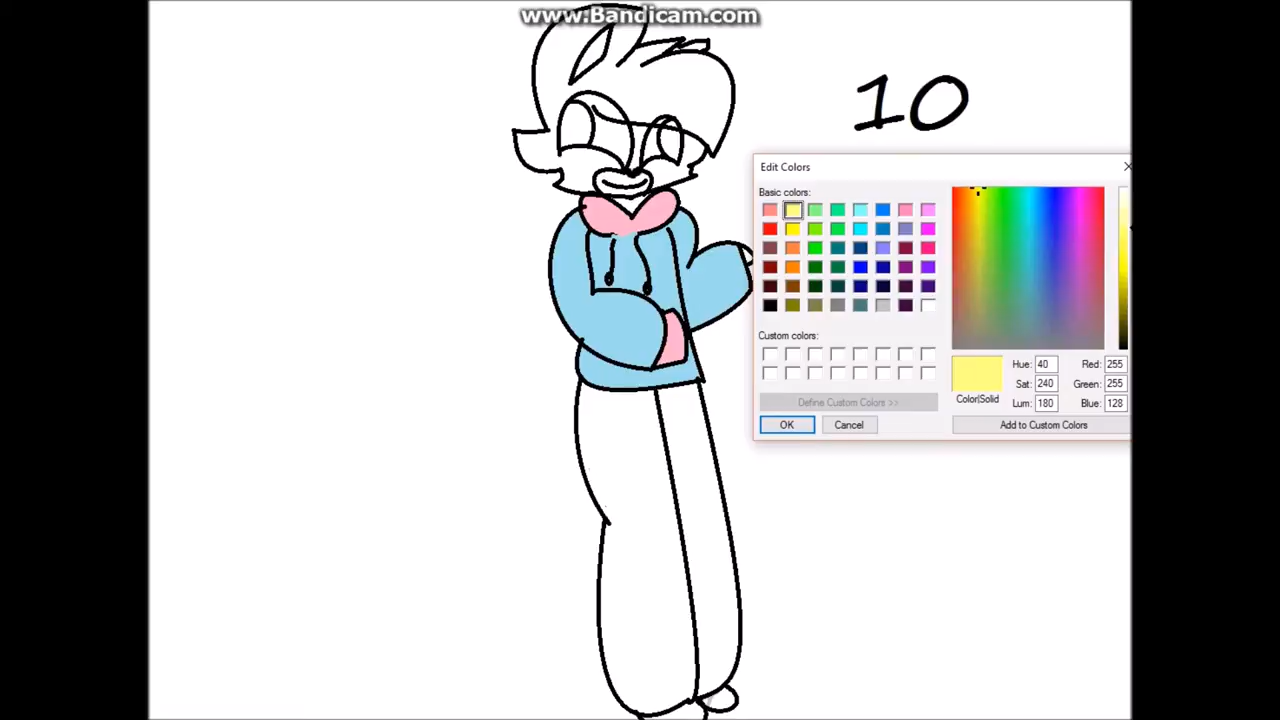 www.Bandicam.com
10
Edit Colors
Basic colors:
Custom colors:
Define Custom Colors >>
OK Cancel
Hue: 40 Red: 255
Sat: 240 Green: 255
Color|Solid Lum: 180 Blue: 128
Add to Custom Colors